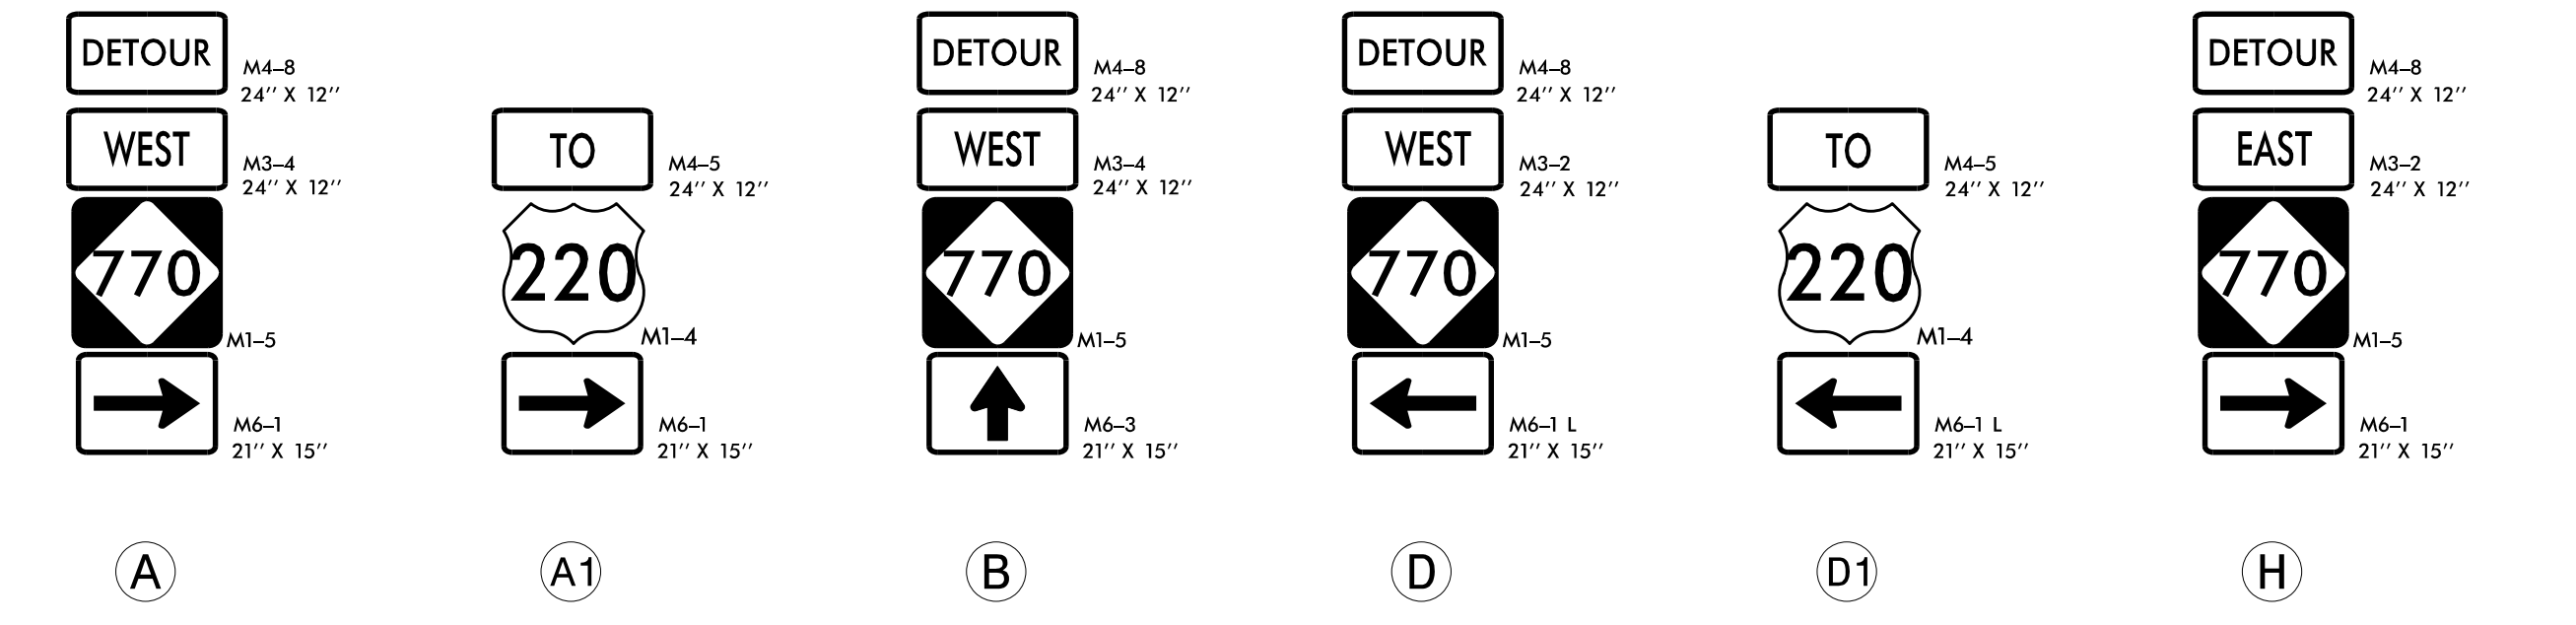 DETOUR
M4–8
24″ X 12″
WEST
M3–4
24″ X 12″
770
M1–5
M6–1
21″ X 15″
A
TO
M4–5
24″ X 12″
220
M1–4
M6–1
21″ X 15″
A1
DETOUR
M4–8
24″ X 12″
WEST
M3–4
24″ X 12″
770
M1–5
M6–3
21″ X 15″
B
DETOUR
M4–8
24″ X 12″
WEST
M3–2
24″ X 12″
770
M1–5
M6–1 L
21″ X 15″
D
TO
M4–5
24″ X 12″
220
M1–4
M6–1 L
21″ X 15″
D1
DETOUR
M4–8
24″ X 12″
EAST
M3–2
24″ X 12″
770
M1–5
M6–1
21″ X 15″
H